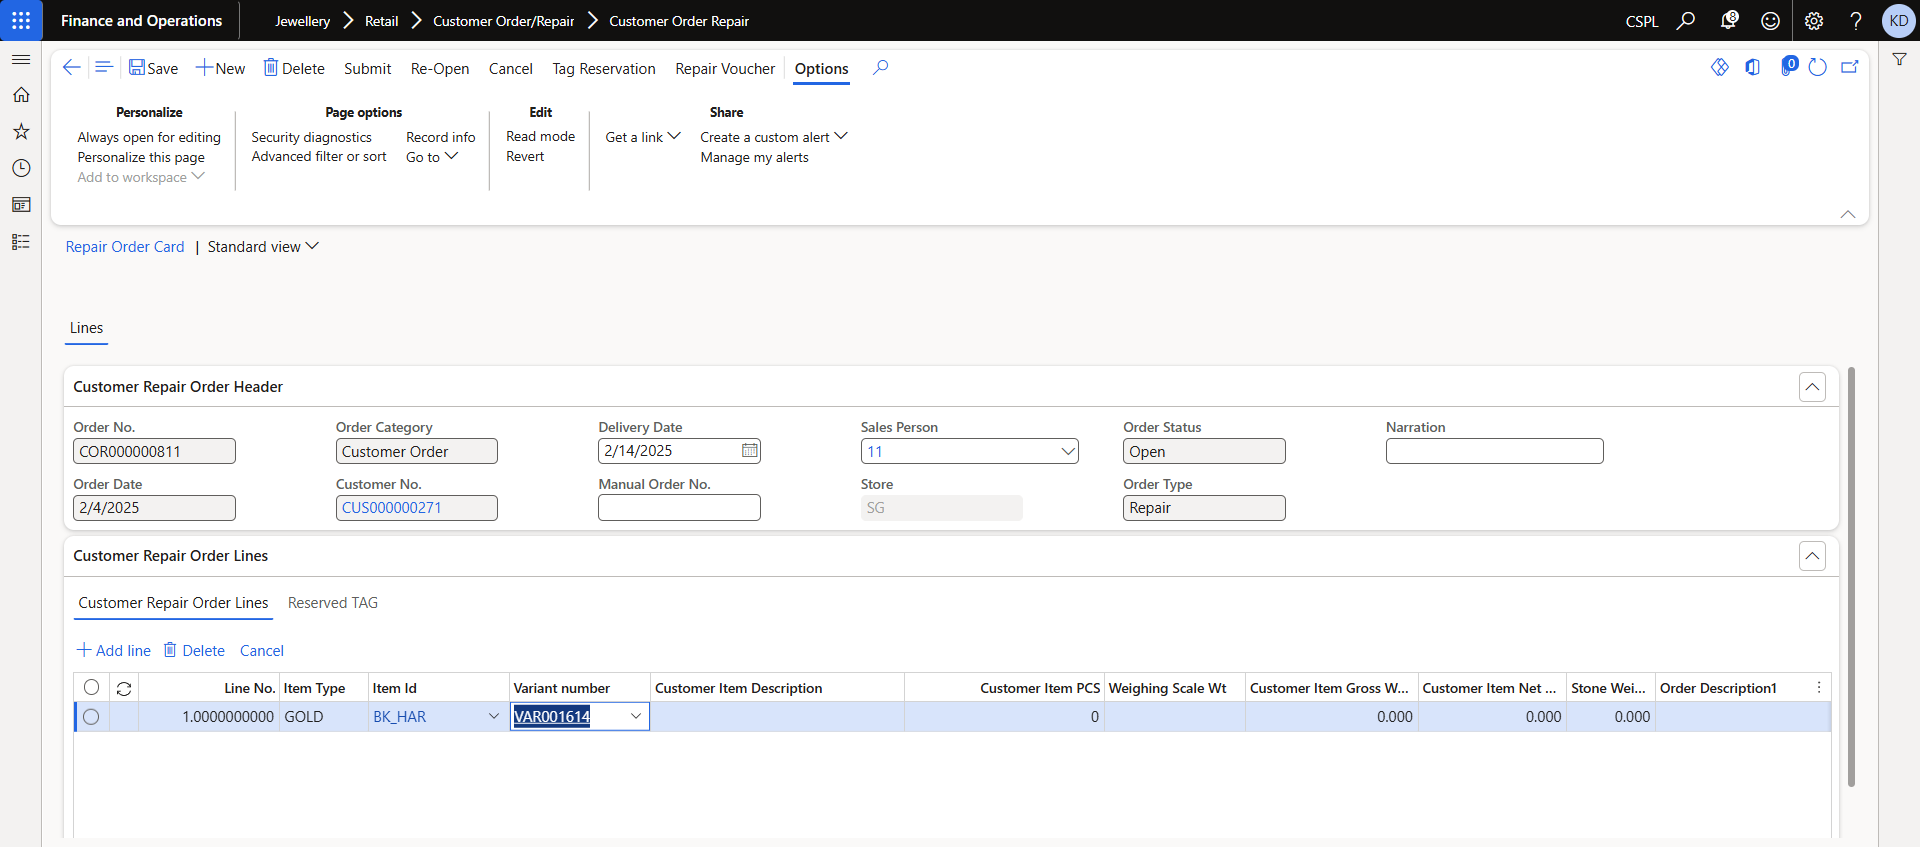 Finance and Operations
Jewellery > Retail > Customer Order/Repair > Customer Order Repair
CSPL
8
KD
Save
New
Delete
Submit
Re-Open
Cancel
Tag Reservation
Repair Voucher
Options
0
Personalize
Always open for editing
Personalize this page
Add to workspace
Page options
Security diagnostics
Advanced filter or sort
Record info
Go to
Edit
Read mode
Revert
Get a link
Share
Create a custom alert
Manage my alerts
Repair Order Card | Standard view
Lines
Customer Repair Order Header
Order No. Order Category Delivery Date Sales Person Order Status Narration
COR000000811 Customer Order 2/14/2025 11 Open
Order Date Customer No. Manual Order No. Store Order Type
2/4/2025 CUS000000271 SG Repair
Customer Repair Order Lines
Customer Repair Order Lines Reserved TAG
Add line Delete Cancel
Line No. Item Type Item Id Variant number Customer Item Description Customer Item PCS Weighing Scale Wt Customer Item Gross W... Customer Item Net ... Stone Wei... Order Description1
1.0000000000 GOLD BK_HAR VAR001614 0 0.000 0.000 0.000